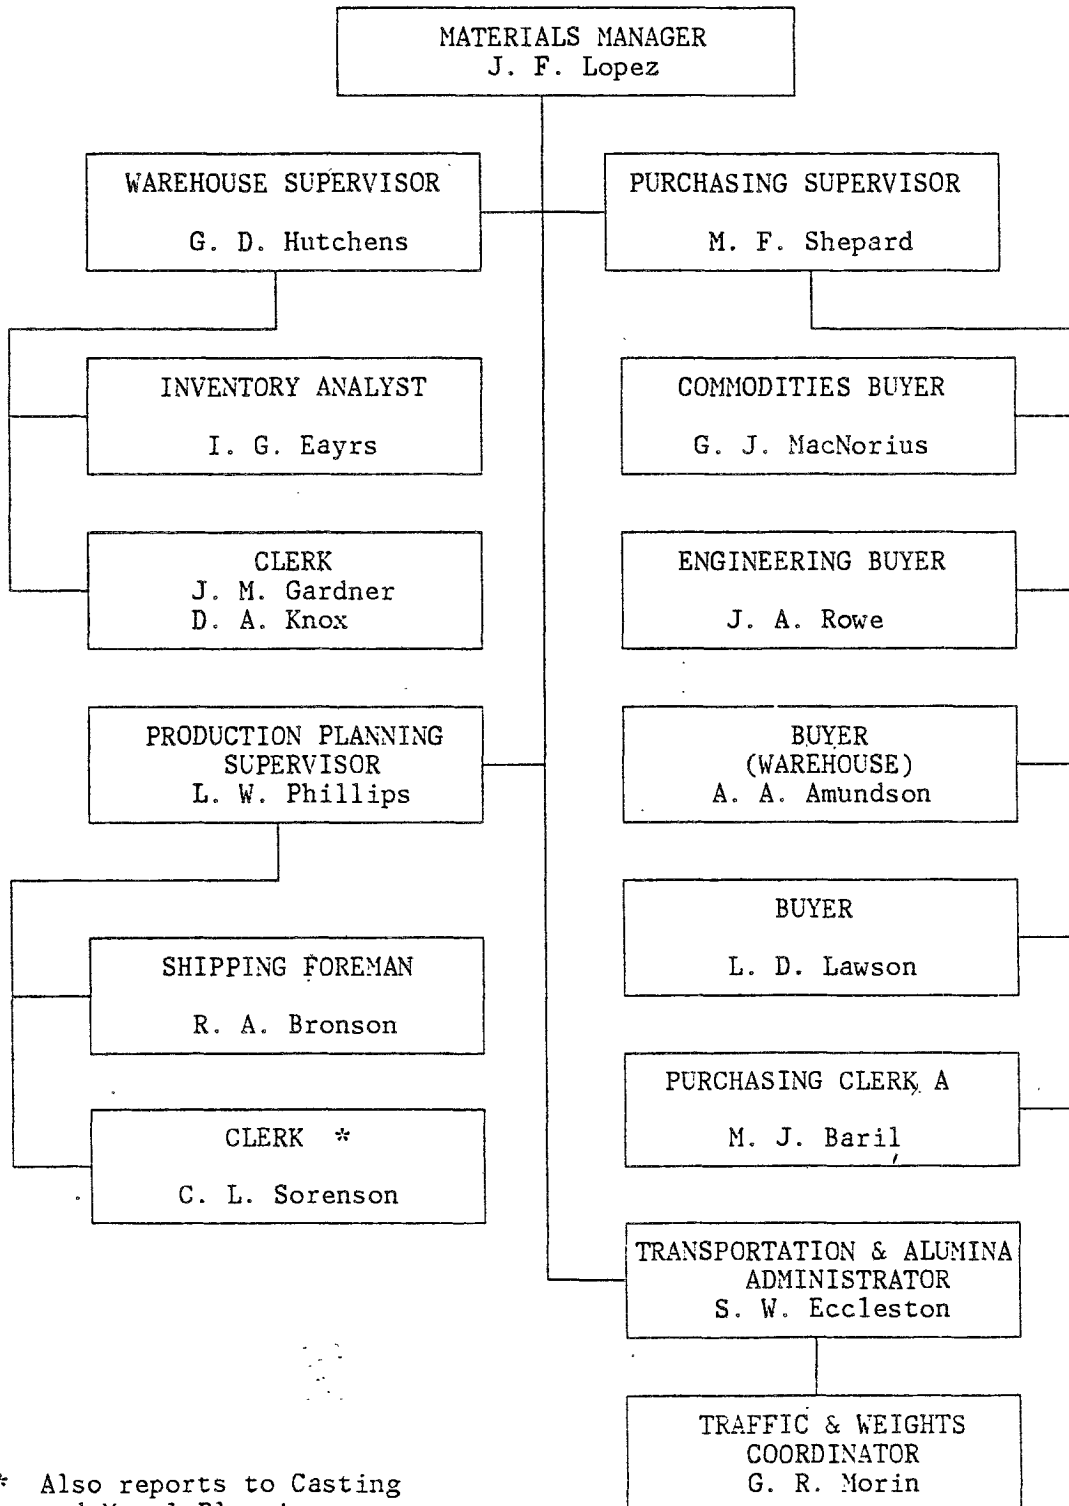 MATERIALS MANAGER
J. F. Lopez
WAREHOUSE SUPERVISOR
G. D. Hutchens
PURCHASING SUPERVISOR
M. F. Shepard
INVENTORY ANALYST
I. G. Eayrs
COMMODITIES BUYER
G. J. MacNorius
CLERK
J. M. Gardner
D. A. Knox
ENGINEERING BUYER
J. A. Rowe
PRODUCTION PLANNING
SUPERVISOR
L. W. Phillips
BUYER
(WAREHOUSE)
A. A. Amundson
BUYER
L. D. Lawson
SHIPPING FOREMAN
R. A. Bronson
PURCHASING CLERK A
M. J. Baril
CLERK *
C. L. Sorenson
TRANSPORTATION & ALUMINA
ADMINISTRATOR
S. W. Eccleston
TRAFFIC & WEIGHTS
COORDINATOR
G. R. Morin
* Also reports to Casting